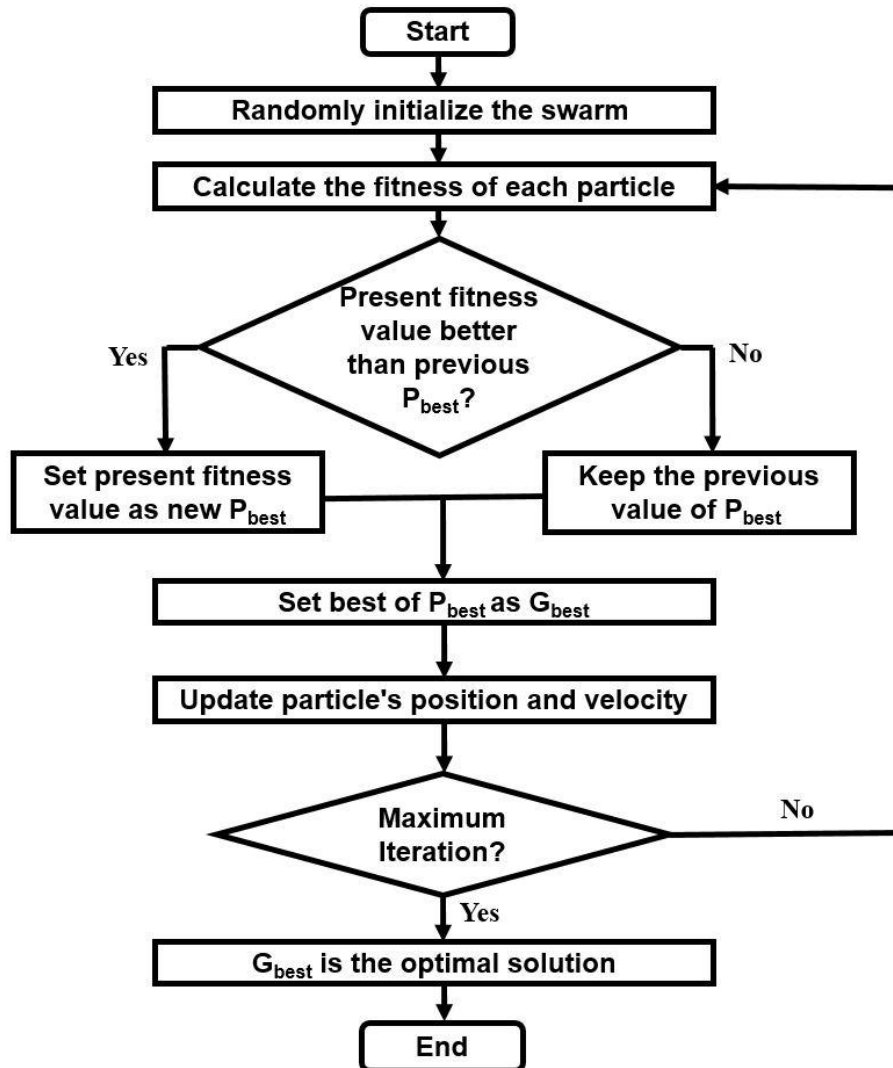 Start
Randomly initialize the swarm
Calculate the fitness of each particle
Present fitness
value better
than previous
Pbest?
Yes
No
Set present fitness
value as new Pbest
Keep the previous
value of Pbest
Set best of Pbest as Gbest
Update particle's position and velocity
Maximum
Iteration?
No
Yes
Gbest is the optimal solution
End